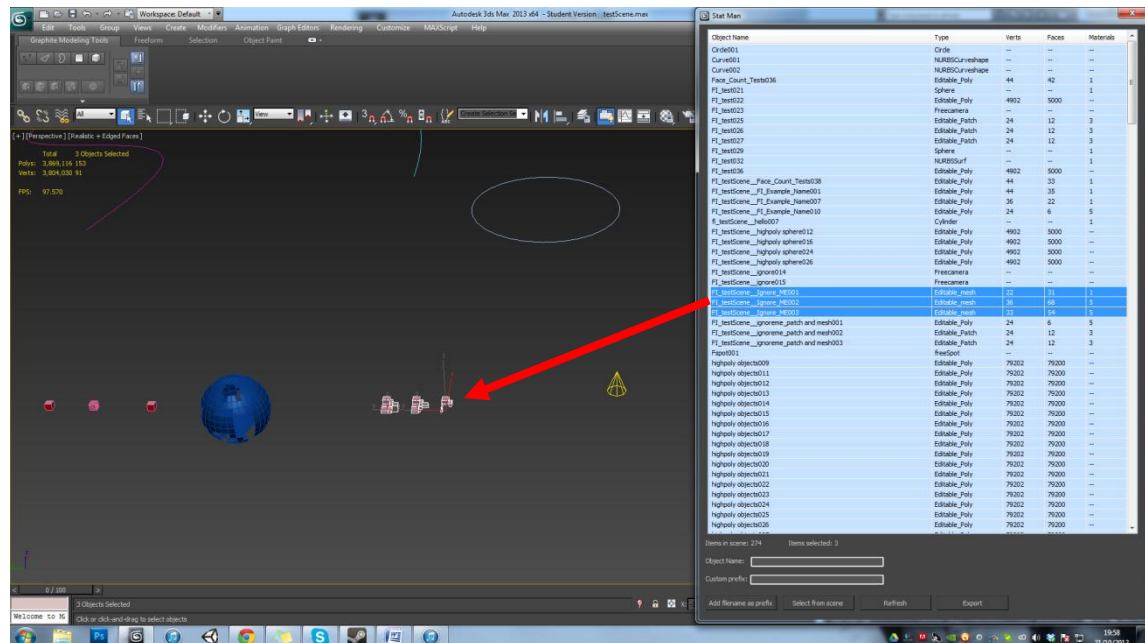 Workspace: Default
Autodesk 3ds Max 2013 x64 - Student Version testScene.max
Edit Tools Group Views Create Modifiers Animation Graph Editors Rendering Customize MAXScript Help
Graphite Modeling Tools Freeform Selection Object Paint
All
View
Create Selection Se
[+][Perspective][Realistic + Edged Faces]
Total 3 Objects Selected
Polys: 3,869,116 153
Verts: 3,804,030 91
FPS: 97.570
0 / 100
3 Objects Selected
Welcome to M
Click or click-and-drag to select objects
X:
Stat Man
Object Name Type Verts Faces Materials
Circle001 Circle -- -- --
Curve001 NURBSCurveshape -- -- --
Curve002 NURBSCurveshape -- -- --
Face_Count_Tests036 Editable_Poly 44 42 1
FI_test021 Sphere -- -- 1
FI_test022 Editable_Poly 4902 5000 --
FI_test023 Freecamera -- -- --
FI_test025 Editable_Patch 24 12 3
FI_test026 Editable_Patch 24 12 3
FI_test027 Editable_Patch 24 12 3
FI_test029 Sphere -- -- 1
FI_test032 NURBSSurf -- -- 1
FI_test036 Editable_Poly 4902 5000 --
FI_testScene__Face_Count_Tests038 Editable_Poly 44 33 1
FI_testScene__FI_Example_Name001 Editable_Poly 44 35 1
FI_testScene__FI_Example_Name007 Editable_Poly 36 22 1
FI_testScene__FI_Example_Name010 Editable_Poly 24 6 5
fi_testScene__hello007 Cylinder -- -- 1
FI_testScene__highpoly sphere012 Editable_Poly 4902 5000 --
FI_testScene__highpoly sphere016 Editable_Poly 4902 5000 --
FI_testScene__highpoly sphere024 Editable_Poly 4902 5000 --
FI_testScene__highpoly sphere026 Editable_Poly 4902 5000 --
FI_testScene__ignore014 Freecamera -- -- --
FI_testScene__ignore015 Freecamera -- -- --
FI_testScene__Ignore_ME001 Editable_mesh 22 31 1
FI_testScene__Ignore_ME002 Editable_mesh 36 68 5
FI_testScene__Ignore_ME003 Editable_mesh 33 54 5
FI_testScene__ignoreme_patch and mesh001 Editable_Poly 24 6 5
FI_testScene__ignoreme_patch and mesh002 Editable_Patch 24 12 3
FI_testScene__ignoreme_patch and mesh003 Editable_Patch 24 12 3
Fspot001 freeSpot -- -- --
highpoly objects009 Editable_Poly 79202 79200 --
highpoly objects011 Editable_Poly 79202 79200 --
highpoly objects012 Editable_Poly 79202 79200 --
highpoly objects013 Editable_Poly 79202 79200 --
highpoly objects014 Editable_Poly 79202 79200 --
highpoly objects015 Editable_Poly 79202 79200 --
highpoly objects016 Editable_Poly 79202 79200 --
highpoly objects017 Editable_Poly 79202 79200 --
highpoly objects018 Editable_Poly 79202 79200 --
highpoly objects019 Editable_Poly 79202 79200 --
highpoly objects020 Editable_Poly 79202 79200 --
highpoly objects021 Editable_Poly 79202 79200 --
highpoly objects022 Editable_Poly 79202 79200 --
highpoly objects023 Editable_Poly 79202 79200 --
highpoly objects024 Editable_Poly 79202 79200 --
highpoly objects025 Editable_Poly 79202 79200 --
highpoly objects026 Editable_Poly 79202 79200 --
Items in scene: 274 Items selected: 3
Object Name:
Custom prefix:
Add filename as prefix Select from scene Refresh Export
19:58